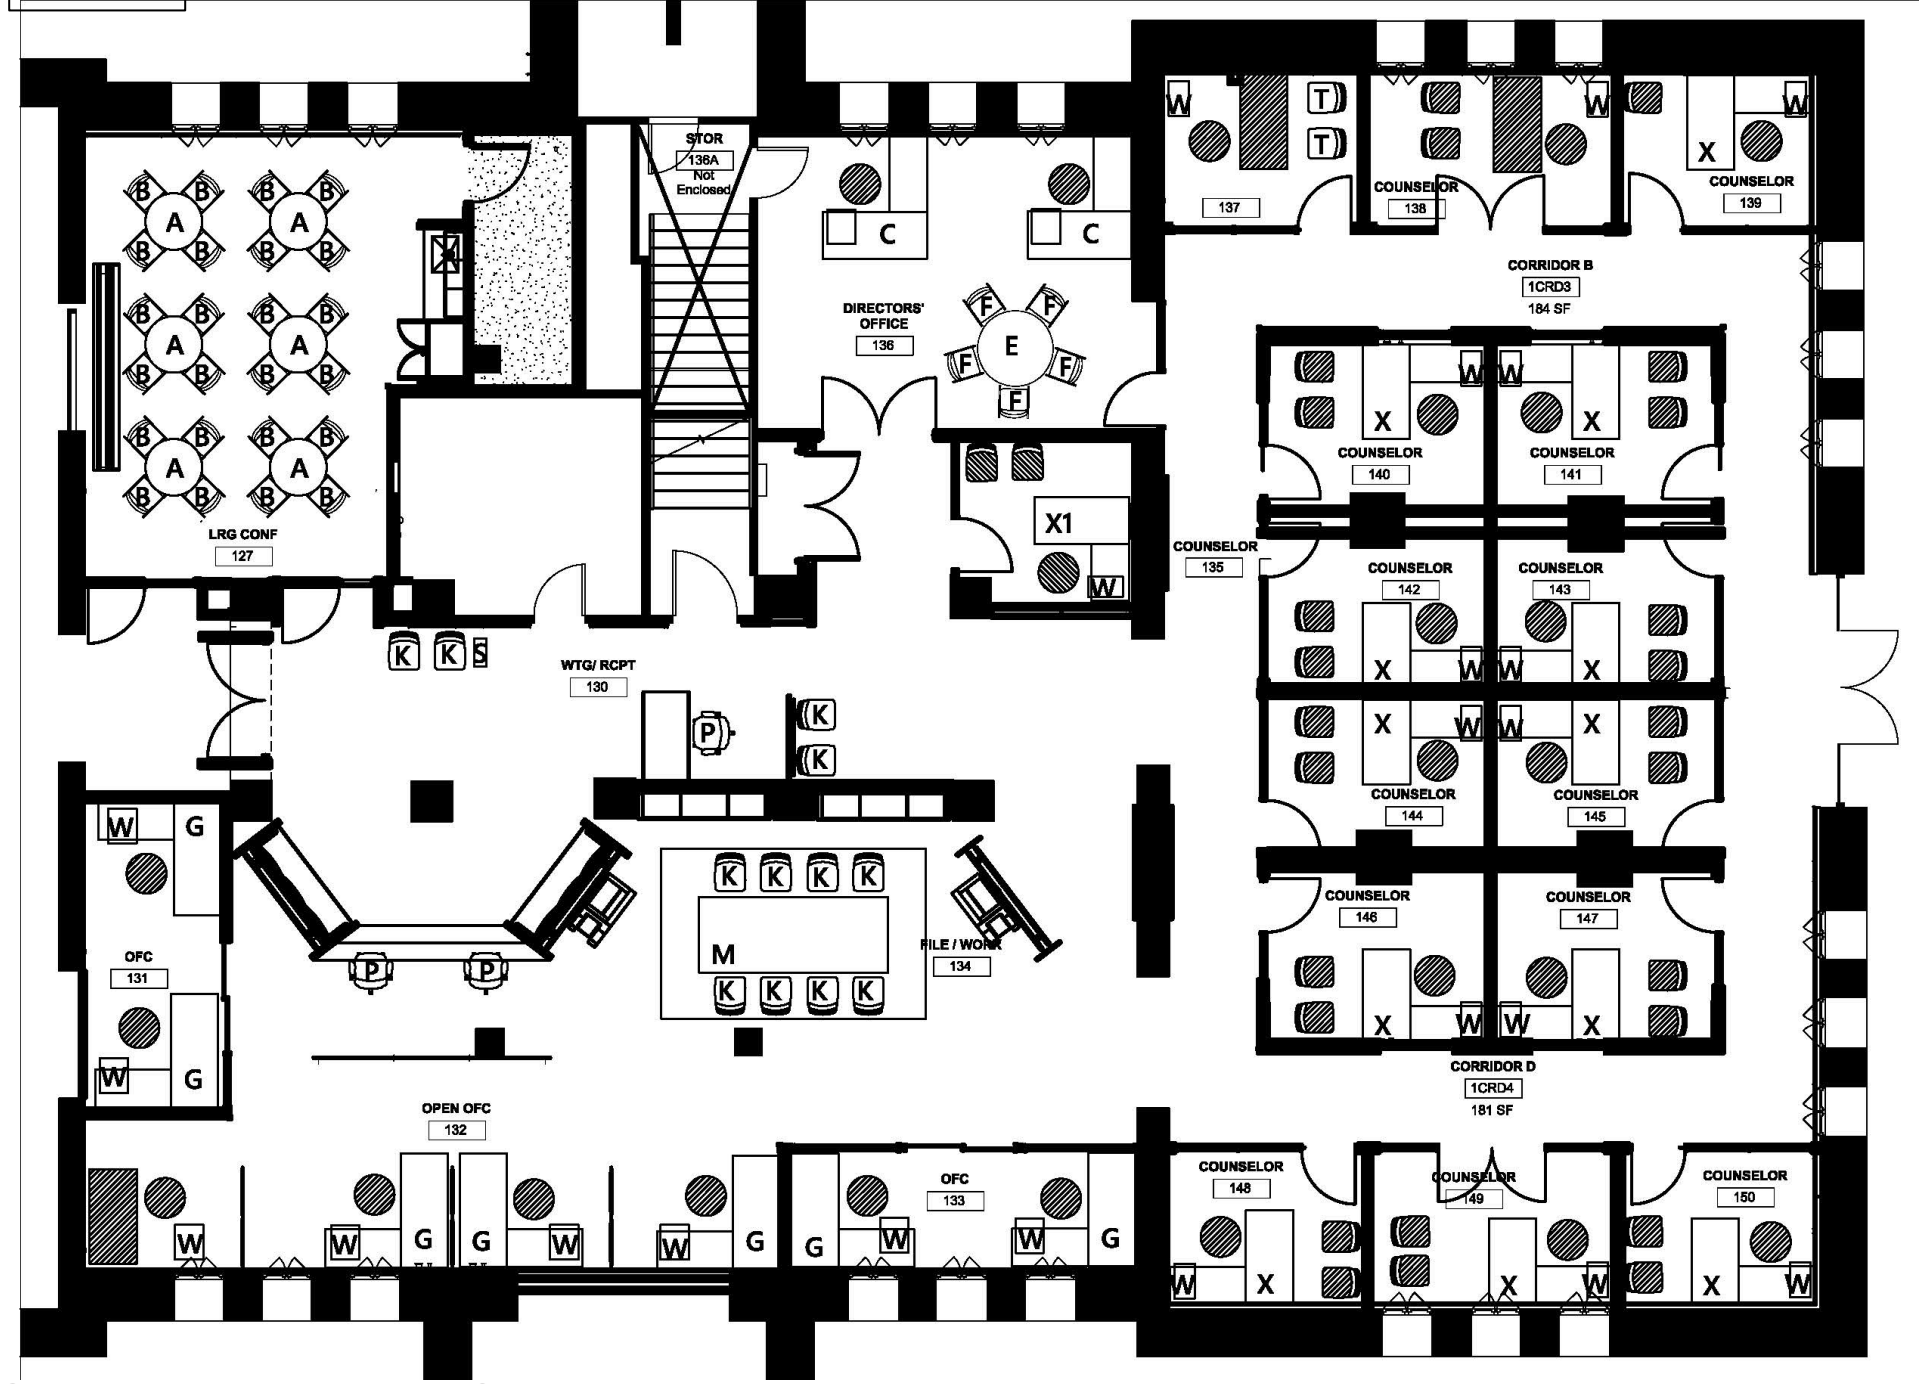 STOR
136A
Not
Enclosed
W
T
T
137
COUNSELOR
138
W
X
W
COUNSELOR
139
B B B B
A A
B B B B
B B B B
A A
B B B B
B B B B
A A
B B B B
LRG CONF
127
C
C
DIRECTORS'
OFFICE
136
F F
E
F F
F
CORRIDOR B
1CRD3
184 SF
W W
X X
COUNSELOR
140
COUNSELOR
141
X1
W
COUNSELOR
135
COUNSELOR
142
COUNSELOR
143
X W W X
K K S
WTG/ RCPT
130
P
K
K
X W W X
COUNSELOR
144
COUNSELOR
145
W G
OFC
131
W G
K K K K
M
K K K K
FILE / WORK
134
P P
COUNSELOR
146
COUNSELOR
147
X W W X
CORRIDOR D
1CRD4
181 SF
OPEN OFC
132
W
W G
G W
W G
OFC
133
G W W G
COUNSELOR
148
W X
COUNSELOR
149
X W
COUNSELOR
150
X W